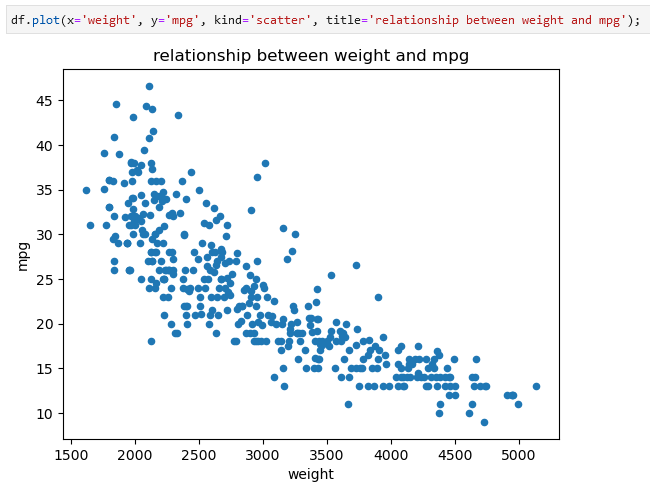 df.plot(x='weight', y='mpg', kind='scatter', title='relationship between weight and mpg');
relationship between weight and mpg
45
40
35
30
25
20
15
10
mpg
1500 2000 2500 3000 3500 4000 4500 5000
weight